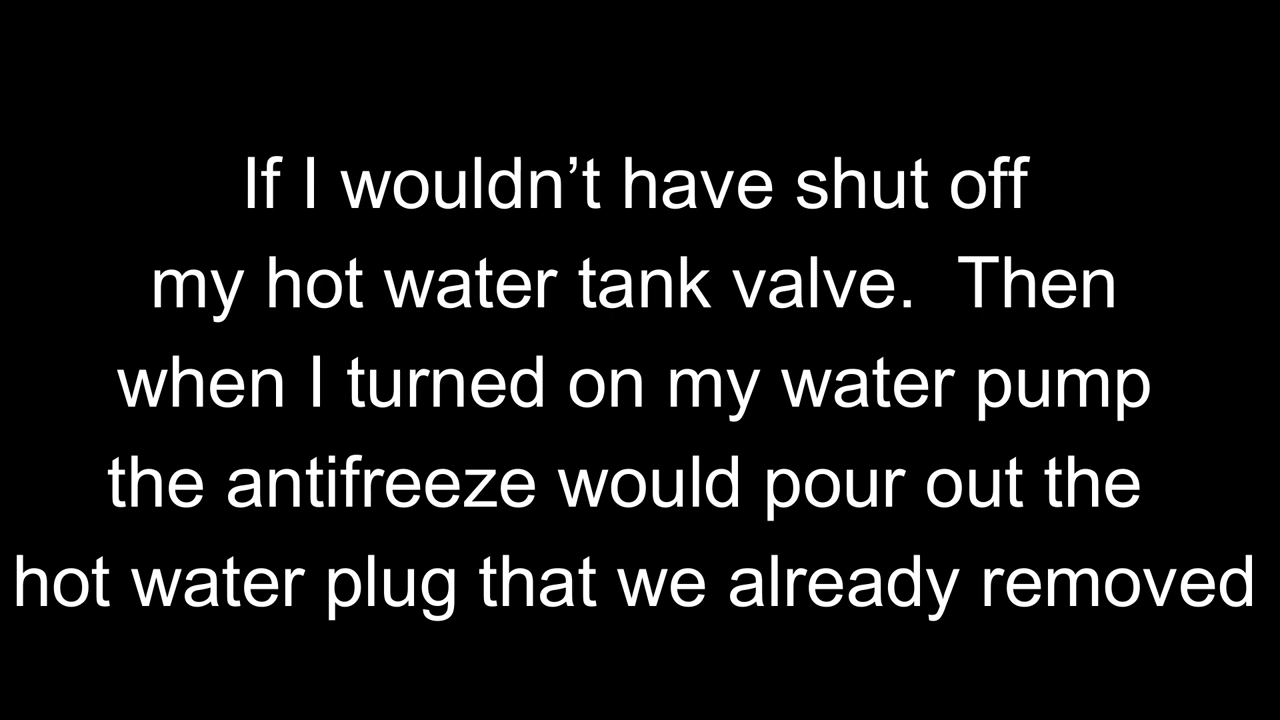 If I wouldn’t have shut off
my hot water tank valve.  Then
when I turned on my water pump
the antifreeze would pour out the
hot water plug that we already removed